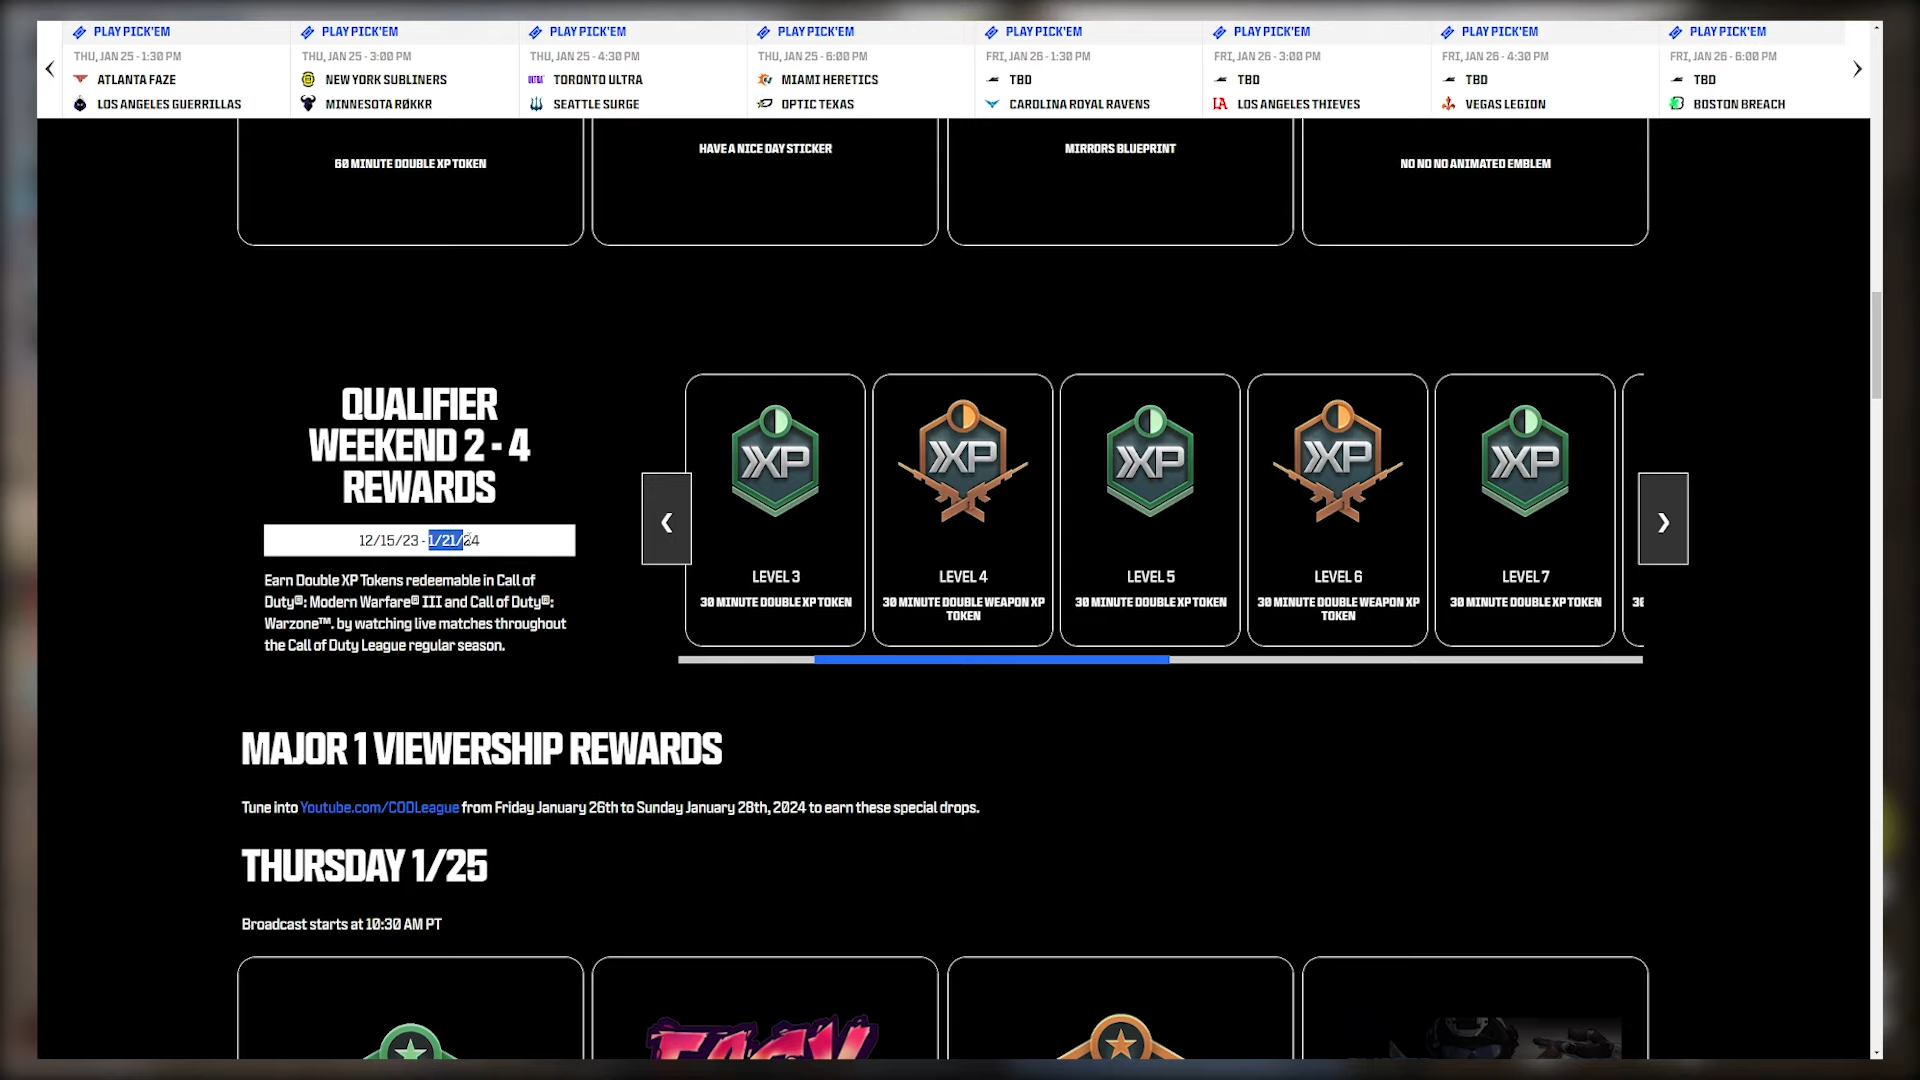 PLAY PICK'EM
THU, JAN 25 - 1:30 PM
ATLANTA FAZE
LOS ANGELES GUERRILLAS
PLAY PICK'EM
THU, JAN 25 - 3:00 PM
NEW YORK SUBLINERS
MINNESOTA RØKKR
PLAY PICK'EM
THU, JAN 25 - 4:30 PM
ULTRA
TORONTO ULTRA
SEATTLE SURGE
PLAY PICK'EM
THU, JAN 25 - 6:00 PM
MIAMI HERETICS
OPTIC TEXAS
PLAY PICK'EM
FRI, JAN 26 - 1:30 PM
TBD
CAROLINA ROYAL RAVENS
PLAY PICK'EM
FRI, JAN 26 - 3:00 PM
TBD
LA
LOS ANGELES THIEVES
PLAY PICK'EM
FRI, JAN 26 - 4:30 PM
TBD
VEGAS LEGION
PLAY PICK'EM
FRI, JAN 26 - 6:00 PM
TBD
BOSTON BREACH
60 MINUTE DOUBLE XP TOKEN
HAVE A NICE DAY STICKER
MIRRORS BLUEPRINT
NO NO NO ANIMATED EMBLEM
QUALIFIER
WEEKEND 2 - 4
REWARDS
12/15/23 - 1/21/24
Earn Double XP Tokens redeemable in Call of
Duty®: Modern Warfare® III and Call of Duty®:
Warzone™. by watching live matches throughout
the Call of Duty League regular season.
XP
LEVEL 3
30 MINUTE DOUBLE XP TOKEN
XP
LEVEL 4
30 MINUTE DOUBLE WEAPON XP
TOKEN
XP
LEVEL 5
30 MINUTE DOUBLE XP TOKEN
XP
LEVEL 6
30 MINUTE DOUBLE WEAPON XP
TOKEN
XP
LEVEL 7
30 MINUTE DOUBLE XP TOKEN
MAJOR 1 VIEWERSHIP REWARDS
Tune into Youtube.com/CODLeague from Friday January 26th to Sunday January 28th, 2024 to earn these special drops.
THURSDAY 1/25
Broadcast starts at 10:30 AM PT
EASY